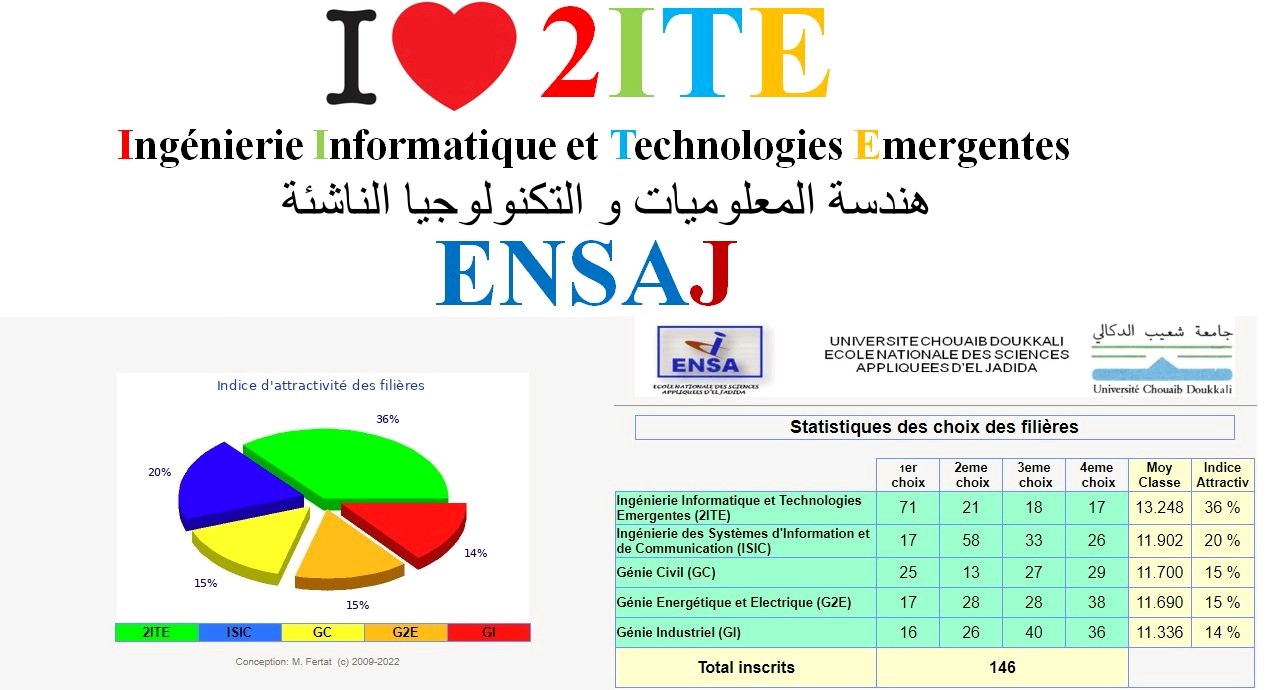 I 2ITE
Ingénierie Informatique et Technologies Emergentes
هندسة المعلوميات و التكنولوجيا الناشئة
ENSAJ
Indice d'attractivité des filières
36%
20%
14%
15%
15%
2ITE ISIC GC G2E GI
Conception: M. Fertat (c) 2009-2022
ENSA
ECOLE NATIONALE DES SCIENCES
APPLIQUEES D'EL JADIDA
UNIVERSITE CHOUAIB DOUKKALI
ECOLE NATIONALE DES SCIENCES
APPLIQUEES D'EL JADIDA
جامعة شعيب الدكالي
Université Chouaib Doukkali
Statistiques des choix des filières
1er choix 2eme choix 3eme choix 4eme choix Moy Classe Indice Attractiv
Ingénierie Informatique et Technologies
Emergentes (2ITE) 71 21 18 17 13.248 36 %
Ingénierie des Systèmes d'Information et
de Communication (ISIC) 17 58 33 26 11.902 20 %
Génie Civil (GC) 25 13 27 29 11.700 15 %
Génie Energétique et Electrique (G2E) 17 28 28 38 11.690 15 %
Génie Industriel (GI) 16 26 40 36 11.336 14 %
Total inscrits 146